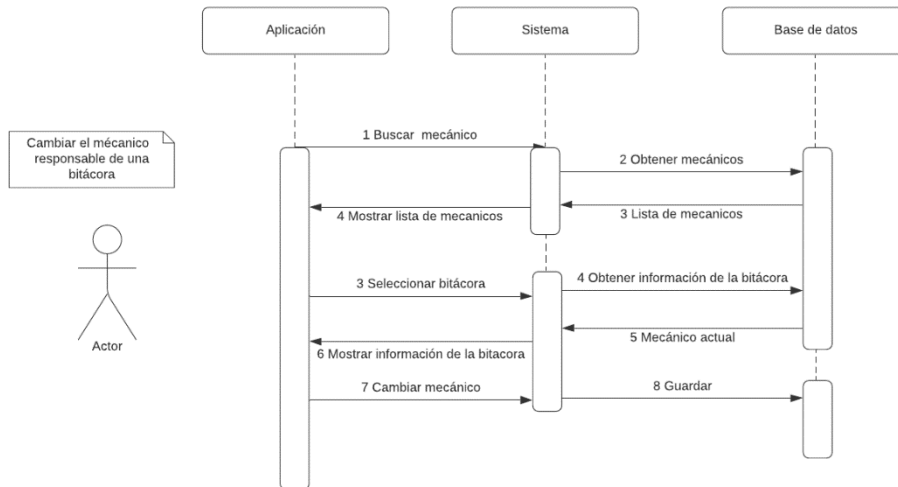 Aplicación
Sistema
Base de datos
Cambiar el mécanico
responsable de una
bitácora
1 Buscar mecánico
2 Obtener mecánicos
4 Mostrar lista de mecanicos
3 Lista de mecanicos
3 Seleccionar bitácora
4 Obtener información de la bitácora
5 Mecánico actual
6 Mostrar información de la bitacora
7 Cambiar mecánico
8 Guardar
Actor